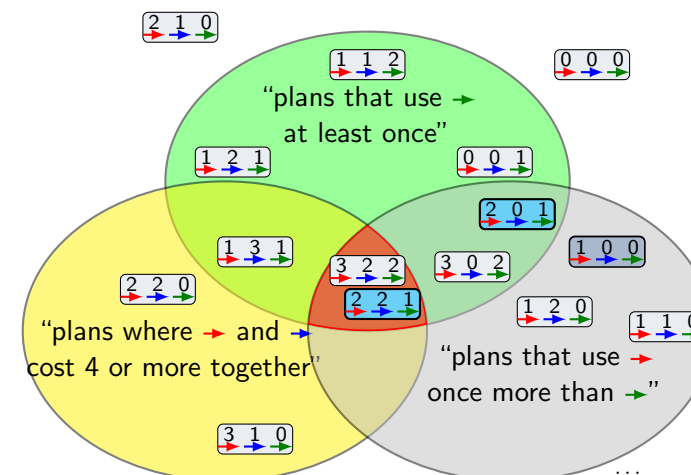 2 1 0
1 1 2
0 0 0
“plans that use →
at least once”
1 2 1
0 0 1
2 0 1
1 3 1
1 0 0
3 2 2
3 0 2
2 2 0
2 2 1
1 2 0
1 1 0
“plans where → and →
cost 4 or more together”
“plans that use →
once more than →”
3 1 0
...